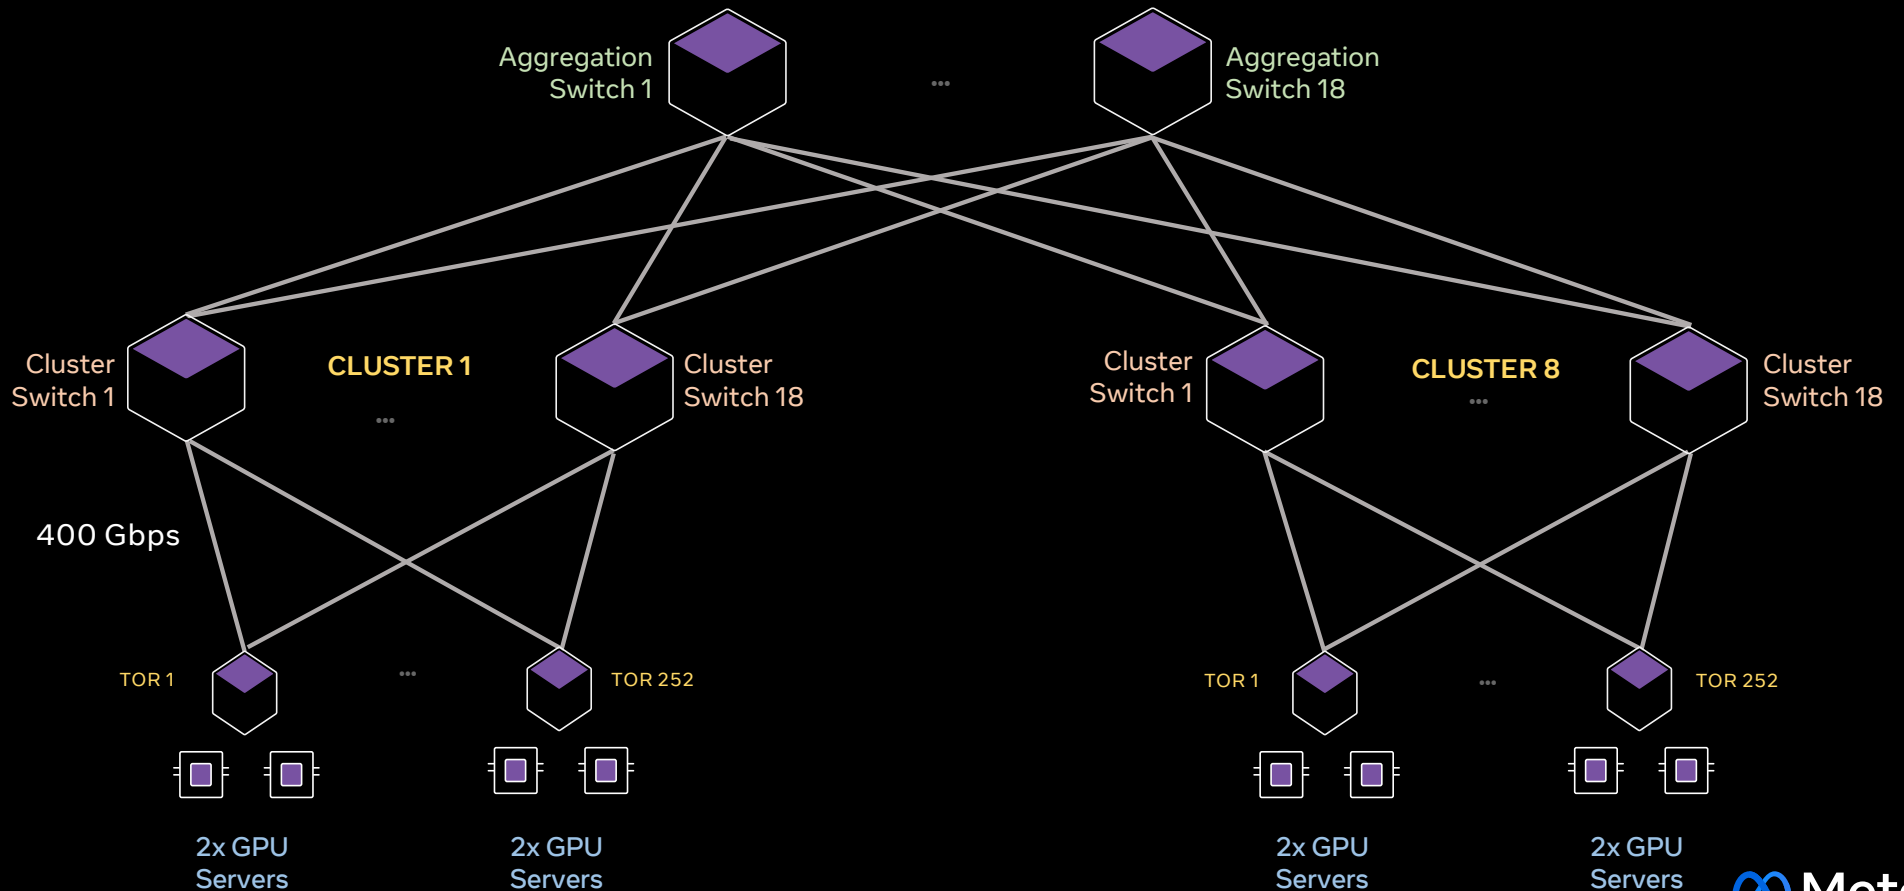 Aggregation
Switch 1
...
Aggregation
Switch 18
Cluster
Switch 1
CLUSTER 1
...
Cluster
Switch 18
Cluster
Switch 1
CLUSTER 8
...
Cluster
Switch 18
400 Gbps
TOR 1
...
TOR 252
TOR 1
...
TOR 252
2x GPU
Servers
2x GPU
Servers
2x GPU
Servers
2x GPU
Servers